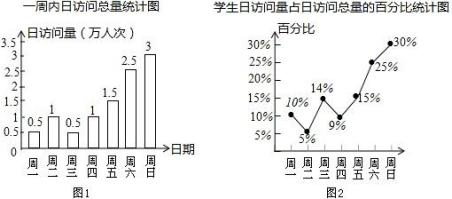 一周内日访问总量统计图
日访问量（万人次）
3.5
3
2.5
2
1.5
1
0.5
0
0.5
1
0.5
1
1.5
2.5
3
周一
周二
周三
周四
周五
周六
周日
日期
图1
学生日访问量占日访问总量的百分比统计图
百分比
30%
25%
20%
15%
10%
5%
10%
5%
14%
9%
15%
25%
30%
周一
周二
周三
周四
周五
周六
周日
日期
图2